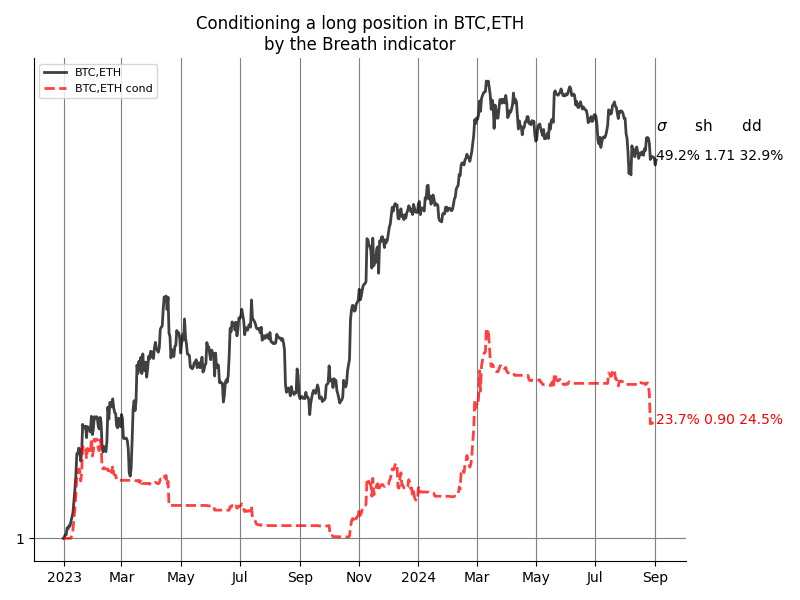 Conditioning a long position in BTC,ETH
by the Breath indicator
BTC,ETH
BTC,ETH cond
σ sh dd
49.2% 1.71 32.9%
23.7% 0.90 24.5%
1
2023 Mar May Jul Sep Nov 2024 Mar May Jul Sep